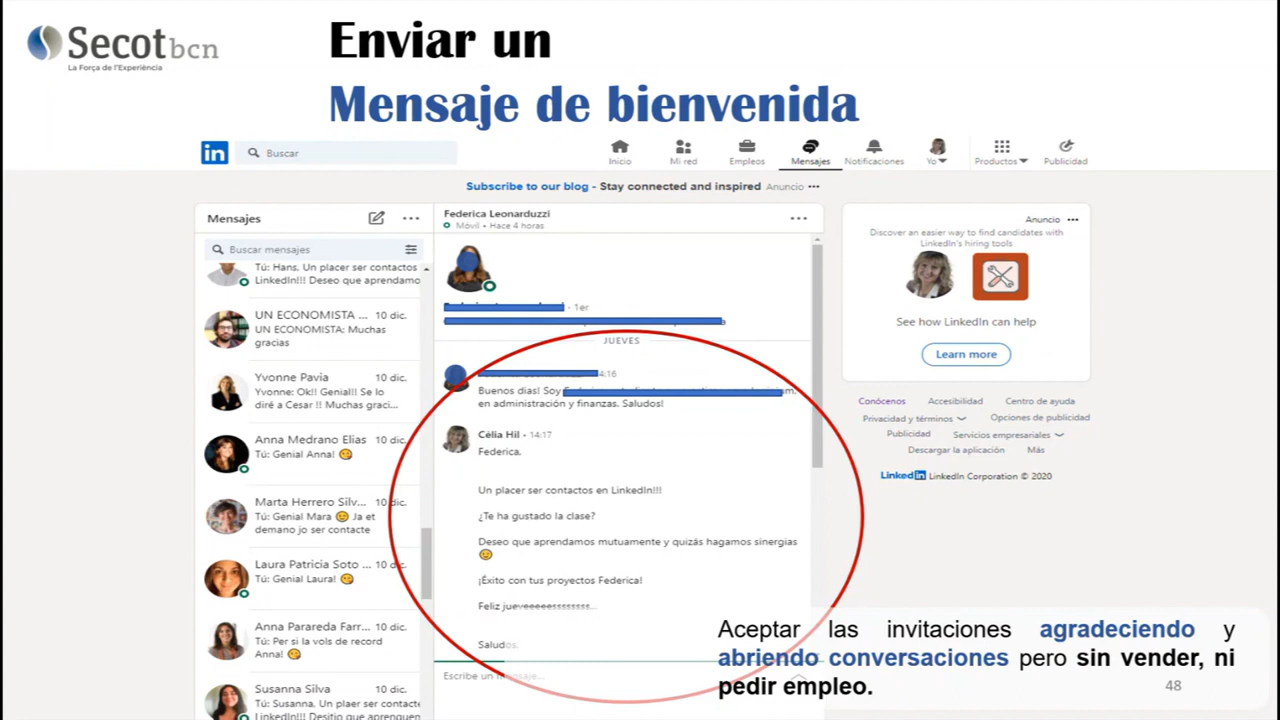 Secotbcn
La Força de l'Experiència
Enviar un
Mensaje de bienvenida
in
Buscar
Inicio
Mi red
Empleos
Mensajes
Notificaciones
Yo
Productos
Publicidad
Subscribe to our blog - Stay connected and inspired Anuncio •••
Mensajes
Buscar mensajes
Tú: Hans, Un placer ser contactos
LinkedIn!!! Deseo que aprendamo
UN ECONOMISTA ... 10 dic.
UN ECONOMISTA: Muchas
gracias
Yvonne Pavia 10 dic.
Yvonne: Ok!! Genial!! Se lo
diré a Cesar !! Muchas graci...
Anna Medrano Elias 10 dic.
Tú: Genial Anna! 😋
Marta Herrero Silv... 10 dic.
Tú: Genial Mara 😉 Ja et
demano jo ser contacte
Laura Patricia Soto ... 10 dic.
Tú: Genial Laura! 😋
Anna Parareda Farr... 10 dic.
Tú: Per si la vols de record
Anna! 😋
Susanna Silva 10 dic.
Tú: Susanna, Un plaer ser contacte
LinkedIn!!! Desitjo que aprenguen
Federica Leonarduzzi
Móvil • Hace 4 horas
· 1er
JUEVES
4:16
Buenos dias! Soy
en administración y finanzas. Saludos!
Cèlia Hil • 14:17
Federica,
Un placer ser contactos en LinkedIn!!!
¿Te ha gustado la clase?
Deseo que aprendamos mutuamente y quizás hagamos sinergias
😉
¡Éxito con tus proyectos Federica!
Feliz jueveeeeesssssss...
Saludos.
Escribe un mensaje...
Anuncio •••
Discover an easier way to find candidates with
LinkedIn's hiring tools
See how LinkedIn can help
Learn more
Conócenos Accesibilidad Centro de ayuda
Privacidad y términos Opciones de publicidad
Publicidad Servicios empresariales
Descargar la aplicación Más
Linked in LinkedIn Corporation © 2020
Aceptar las invitaciones agradeciendo y
abriendo conversaciones pero sin vender, ni
pedir empleo.
48